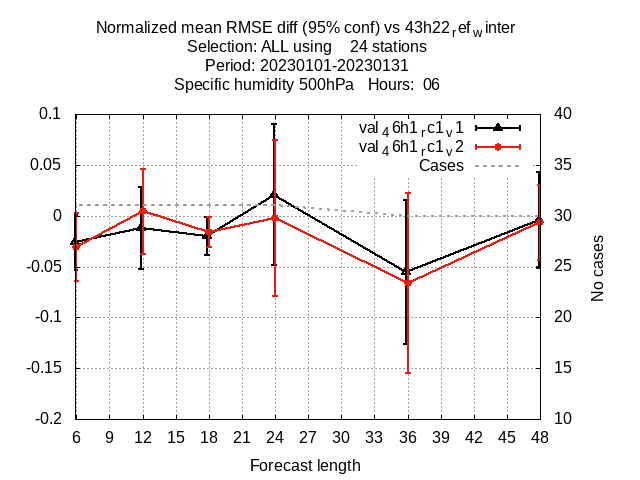 Normalized mean RMSE diff (95% conf) vs 43h22refwinter
Selection: ALL using    24 stations
Period: 20230101-20230131
Specific humidity 500hPa   Hours:  06
0.1
0.05
0
-0.05
-0.1
-0.15
-0.2
40
35
30
25
20
15
10
val46h1rc1v1
val46h1rc1v2
Cases
No cases
6 9 12 15 18 21 24 27 30 33 36 39 42 45 48
Forecast length